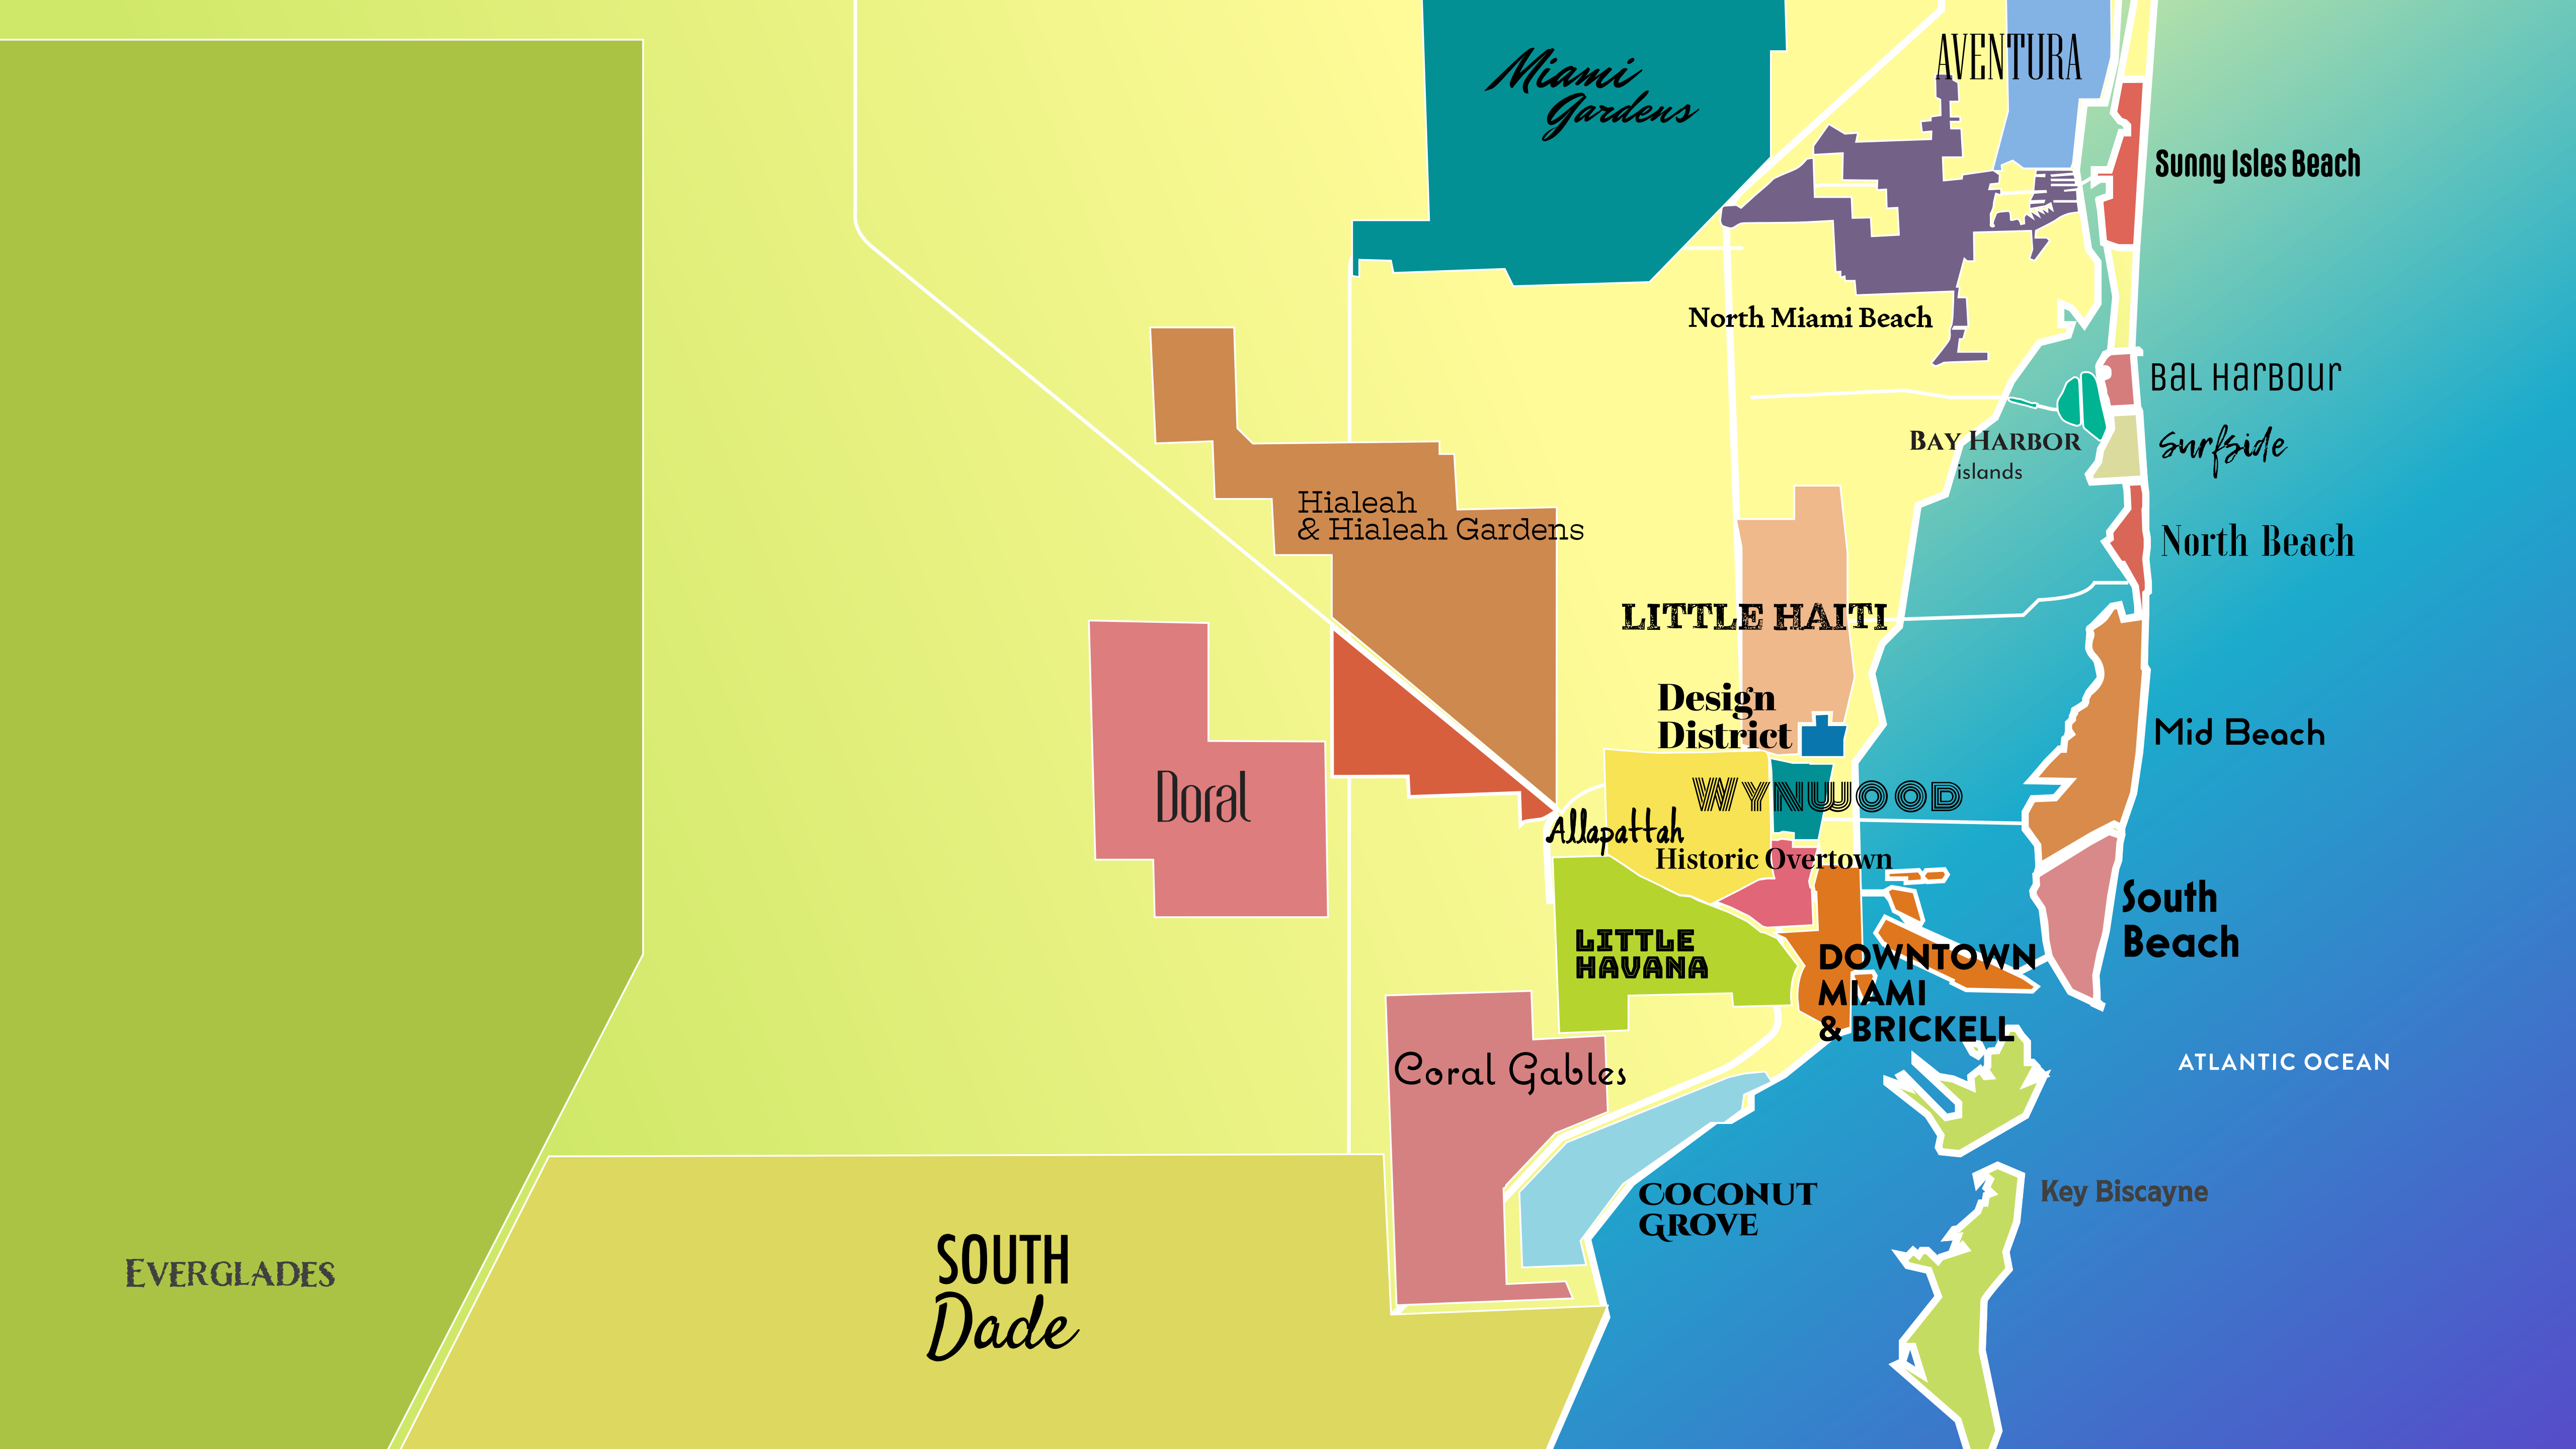 Miami
Gardens
AVENTURA
Sunny Isles Beach
North Miami Beach
Bal Harbour
Bay Harbor
islands
Surfside
Hialeah
& Hialeah Gardens
North Beach
LITTLE HAITI
Design
District
Mid Beach
Doral
WYNWOOD
Allapattah
Historic Overtown
South
Beach
LITTLE
HAVANA
DOWNTOWN
MIAMI
& BRICKELL
Coral Gables
ATLANTIC OCEAN
Key Biscayne
COCONUT
GROVE
EVERGLADES
SOUTH
Dade